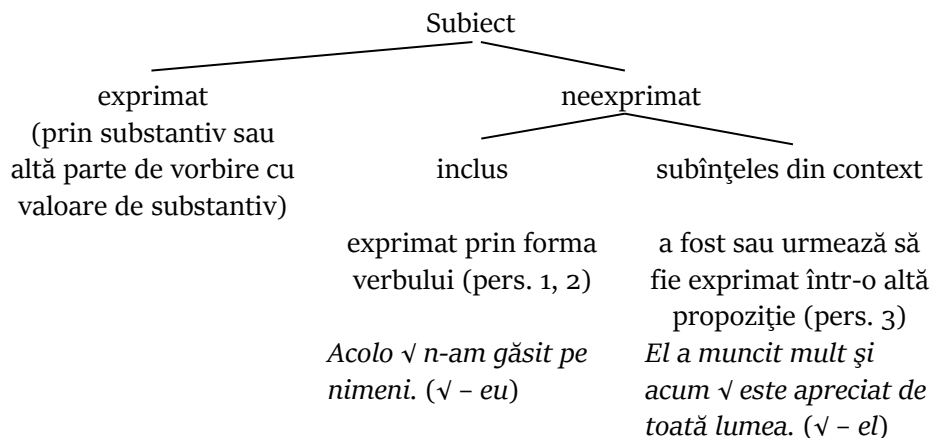 Subiect
exprimat
(prin substantiv sau
altă parte de vorbire cu
valoare de substantiv)
neexprimat
inclus
exprimat prin forma
verbului (pers. 1, 2)
Acolo √ n-am găsit pe
nimeni. (√ – eu)
subînţeles din context
a fost sau urmează să
fie exprimat într-o altă
propoziţie (pers. 3)
El a muncit mult şi
acum √ este apreciat de
toată lumea. (√ – el)